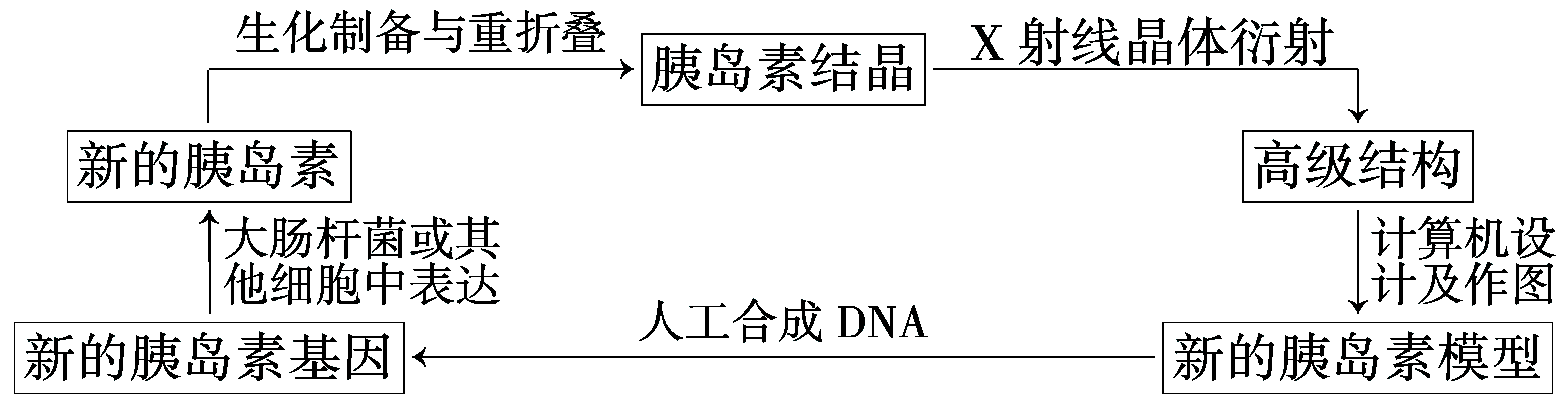 生化制备与重折叠
胰岛素结晶
X 射线晶体衍射
新的胰岛素
高级结构
大肠杆菌或其
他细胞中表达
计算机设
计及作图
新的胰岛素基因
人工合成 DNA
新的胰岛素模型